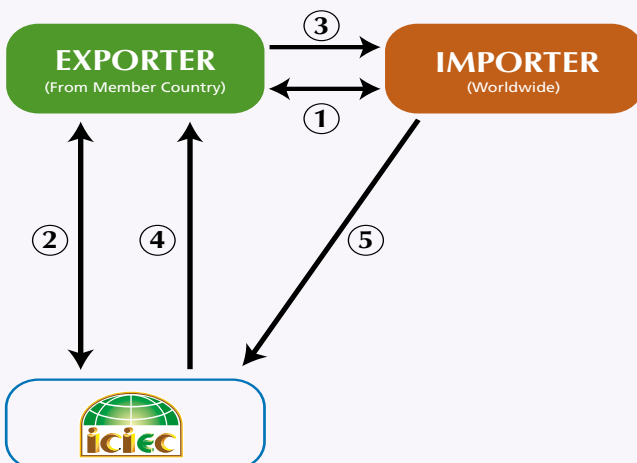 ③
EXPORTER
(From Member Country)
IMPORTER
(Worldwide)
①
②
④
⑤
iCiEC